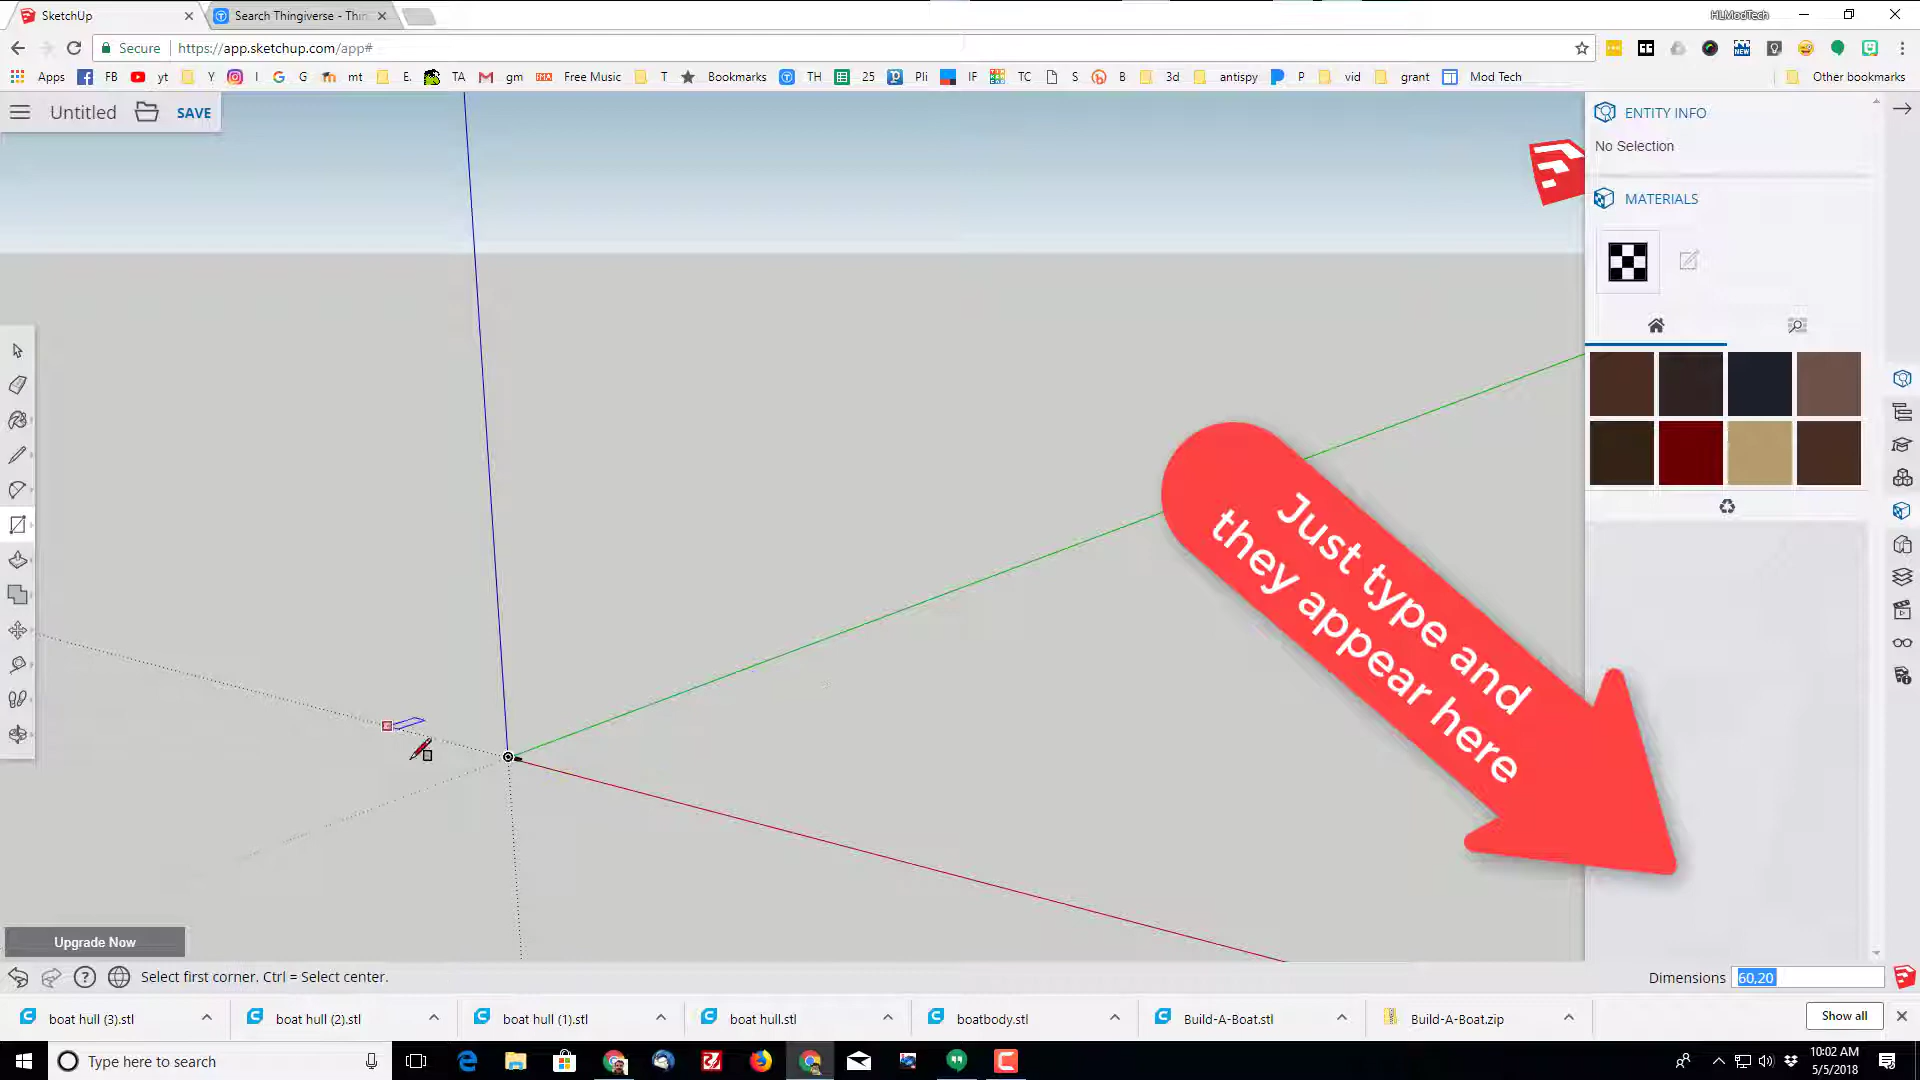 SketchUp
Search Thingiverse - Thin
HLModTech
Secure
https://app.sketchup.com/app#
Apps
FB
yt
Y
I
G
mt
E.
TA
gm
Free Music
T
Bookmarks
TH
25
Pli
IF
TC
S
B
3d
antispy
P
vid
grant
Mod Tech
Other bookmarks
Untitled
SAVE
ENTITY INFO
No Selection
MATERIALS
Just type and
they appear here
Upgrade Now
Select first corner. Ctrl = Select center.
Dimensions
60,20
boat hull (3).stl
boat hull (2).stl
boat hull (1).stl
boat hull.stl
boatbody.stl
Build-A-Boat.stl
Build-A-Boat.zip
Show all
Type here to search
10:02 AM
5/5/2018